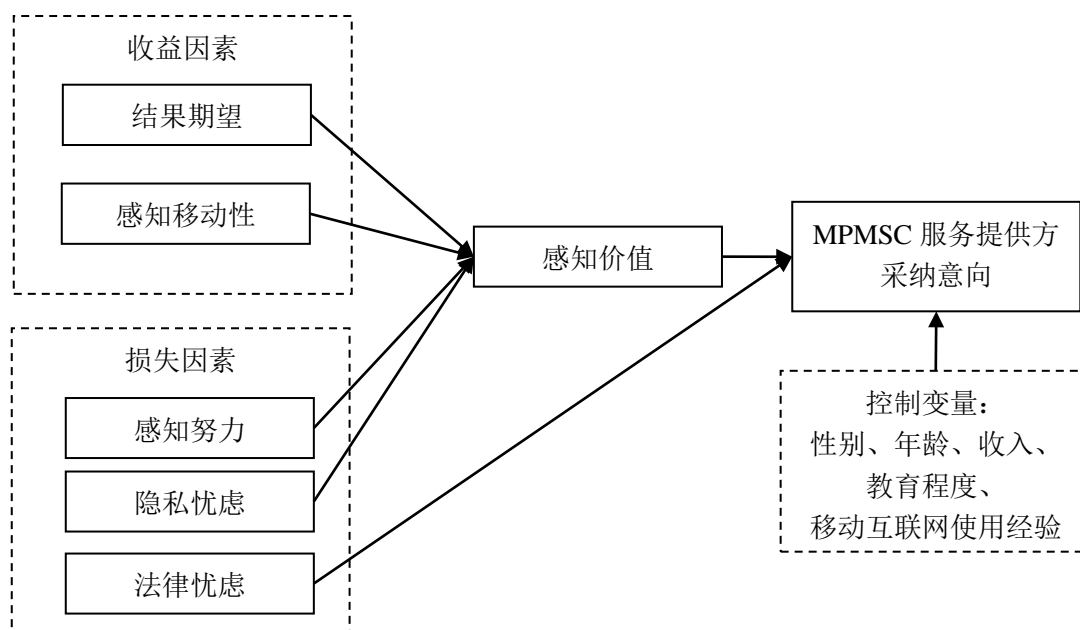 收益因素
结果期望
感知移动性
损失因素
感知努力
隐私忧虑
法律忧虑
感知价值
MPMSC 服务提供方
采纳意向
控制变量：
性别、年龄、收入、
教育程度、
移动互联网使用经验